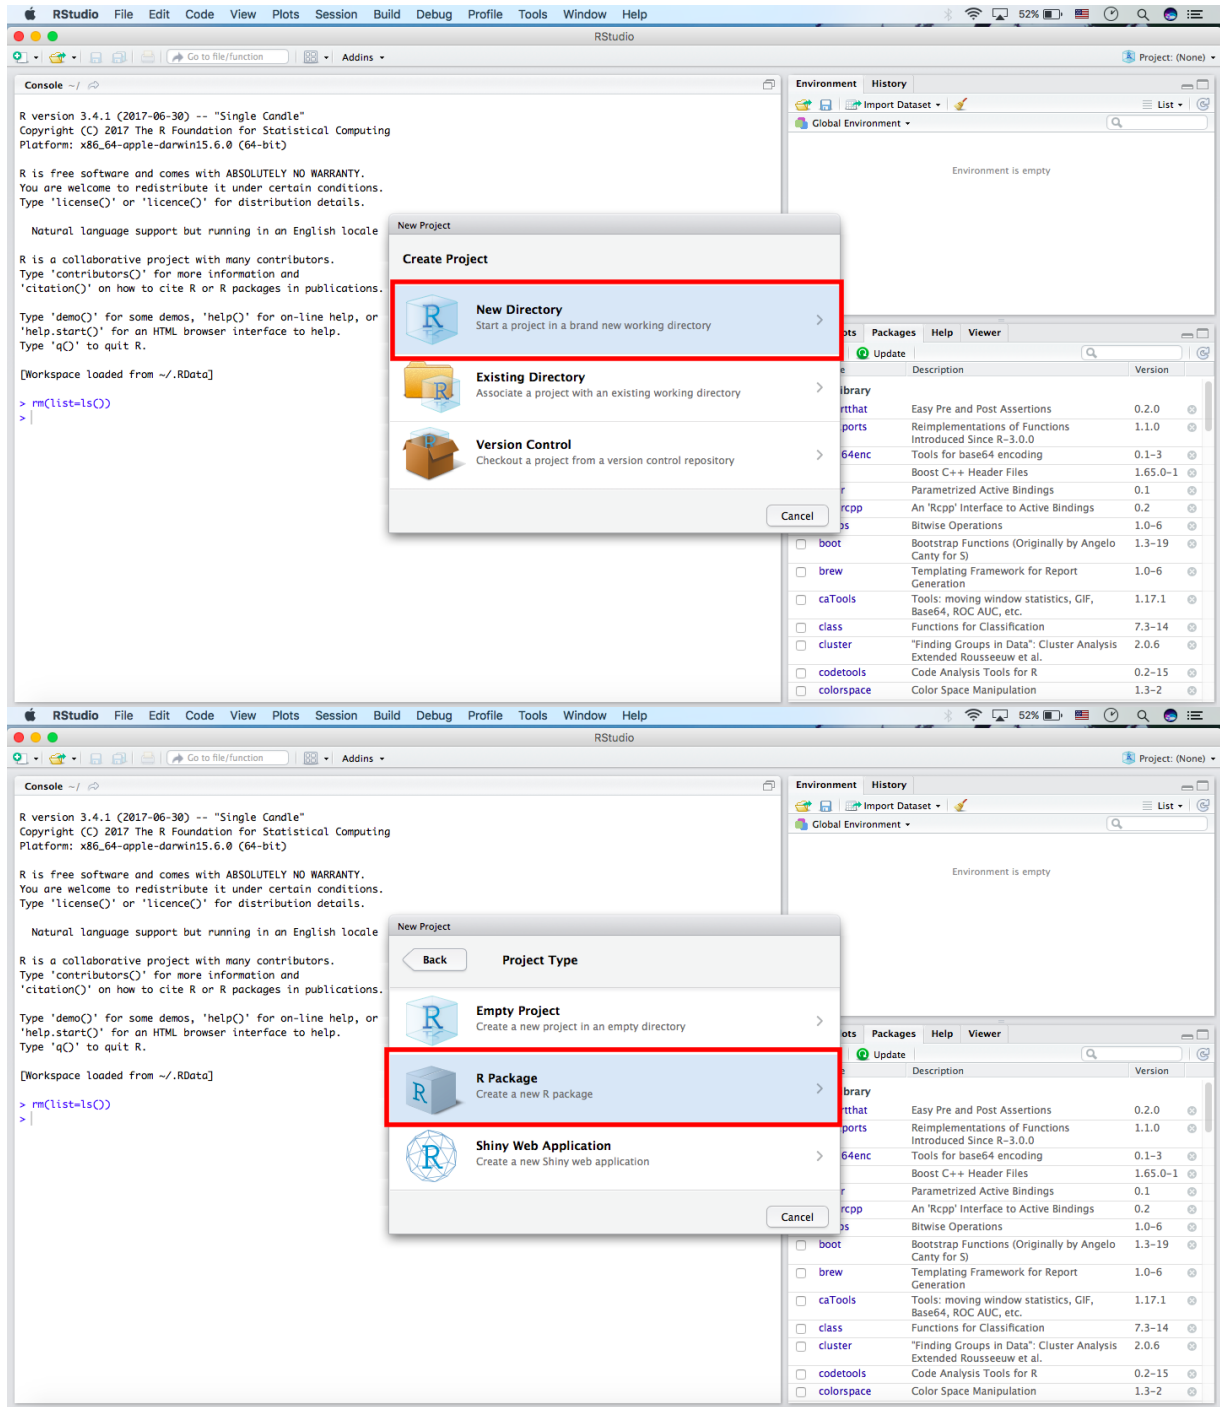 RStudio File Edit Code View Plots Session Build Debug Profile Tools Window Help 52%
RStudio
Go to file/function Addins Project: (None)
Console ~/
R version 3.4.1 (2017-06-30) -- "Single Candle"
Copyright (C) 2017 The R Foundation for Statistical Computing
Platform: x86_64-apple-darwin15.6.0 (64-bit)
R is free software and comes with ABSOLUTELY NO WARRANTY.
You are welcome to redistribute it under certain conditions.
Type 'license()' or 'licence()' for distribution details.
Natural language support but running in an English locale
R is a collaborative project with many contributors.
Type 'contributors()' for more information and
'citation()' on how to cite R or R packages in publications.
Type 'demo()' for some demos, 'help()' for on-line help, or
'help.start()' for an HTML browser interface to help.
Type 'q()' to quit R.
[Workspace loaded from ~/.RData]
> rm(list=ls())
>
New Project
Create Project
New Directory
Start a project in a brand new working directory
Existing Directory
Associate a project with an existing working directory
Version Control
Checkout a project from a version control repository
Cancel
Environment History
Import Dataset List
Global Environment
Environment is empty
ots Packages Help Viewer
Update
e Description Version
ibrary
rtthat Easy Pre and Post Assertions 0.2.0
ports Reimplementations of Functions 1.1.0
Introduced Since R-3.0.0
64enc Tools for base64 encoding 0.1-3
Boost C++ Header Files 1.65.0-1
r Parametrized Active Bindings 0.1
rcpp An 'Rcpp' Interface to Active Bindings 0.2
ps Bitwise Operations 1.0-6
boot Bootstrap Functions (Originally by Angelo 1.3-19
Canty for S)
brew Templating Framework for Report 1.0-6
Generation
caTools Tools: moving window statistics, GIF, 1.17.1
Base64, ROC AUC, etc.
class Functions for Classification 7.3-14
cluster "Finding Groups in Data": Cluster Analysis 2.0.6
Extended Rousseeuw et al.
codetools Code Analysis Tools for R 0.2-15
colorspace Color Space Manipulation 1.3-2
RStudio File Edit Code View Plots Session Build Debug Profile Tools Window Help 52%
RStudio
Go to file/function Addins Project: (None)
Console ~/
R version 3.4.1 (2017-06-30) -- "Single Candle"
Copyright (C) 2017 The R Foundation for Statistical Computing
Platform: x86_64-apple-darwin15.6.0 (64-bit)
R is free software and comes with ABSOLUTELY NO WARRANTY.
You are welcome to redistribute it under certain conditions.
Type 'license()' or 'licence()' for distribution details.
Natural language support but running in an English locale
R is a collaborative project with many contributors.
Type 'contributors()' for more information and
'citation()' on how to cite R or R packages in publications.
Type 'demo()' for some demos, 'help()' for on-line help, or
'help.start()' for an HTML browser interface to help.
Type 'q()' to quit R.
[Workspace loaded from ~/.RData]
> rm(list=ls())
>
New Project
Back Project Type
Empty Project
Create a new project in an empty directory
R Package
Create a new R package
Shiny Web Application
Create a new Shiny web application
Cancel
Environment History
Import Dataset List
Global Environment
Environment is empty
ots Packages Help Viewer
Update
e Description Version
brary
rtthat Easy Pre and Post Assertions 0.2.0
ports Reimplementations of Functions 1.1.0
Introduced Since R-3.0.0
64enc Tools for base64 encoding 0.1-3
Boost C++ Header Files 1.65.0-1
r Parametrized Active Bindings 0.1
rcpp An 'Rcpp' Interface to Active Bindings 0.2
ps Bitwise Operations 1.0-6
boot Bootstrap Functions (Originally by Angelo 1.3-19
Canty for S)
brew Templating Framework for Report 1.0-6
Generation
caTools Tools: moving window statistics, GIF, 1.17.1
Base64, ROC AUC, etc.
class Functions for Classification 7.3-14
cluster "Finding Groups in Data": Cluster Analysis 2.0.6
Extended Rousseeuw et al.
codetools Code Analysis Tools for R 0.2-15
colorspace Color Space Manipulation 1.3-2